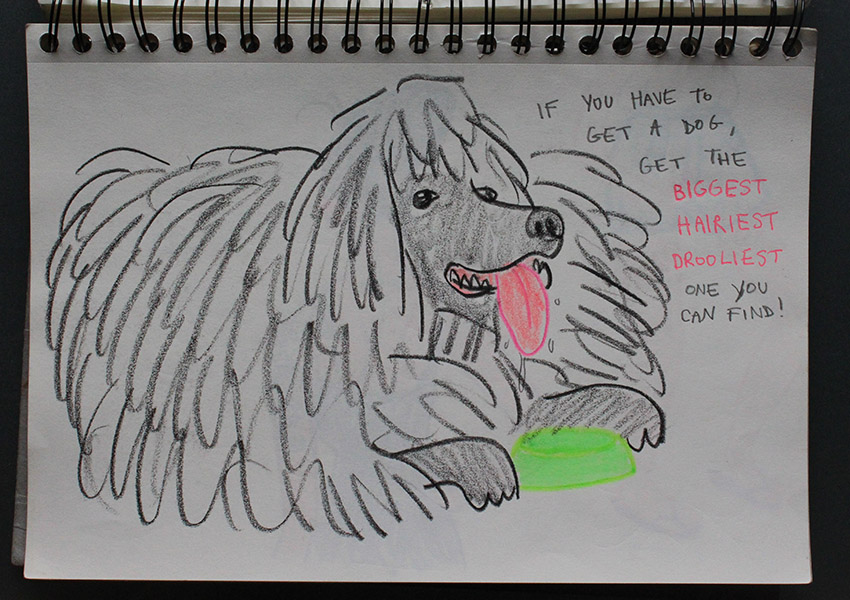 IF YOU HAVE TO
GET A DOG,
GET THE
BIGGEST
HAIRIEST
DROOLIEST
ONE YOU
CAN FIND!